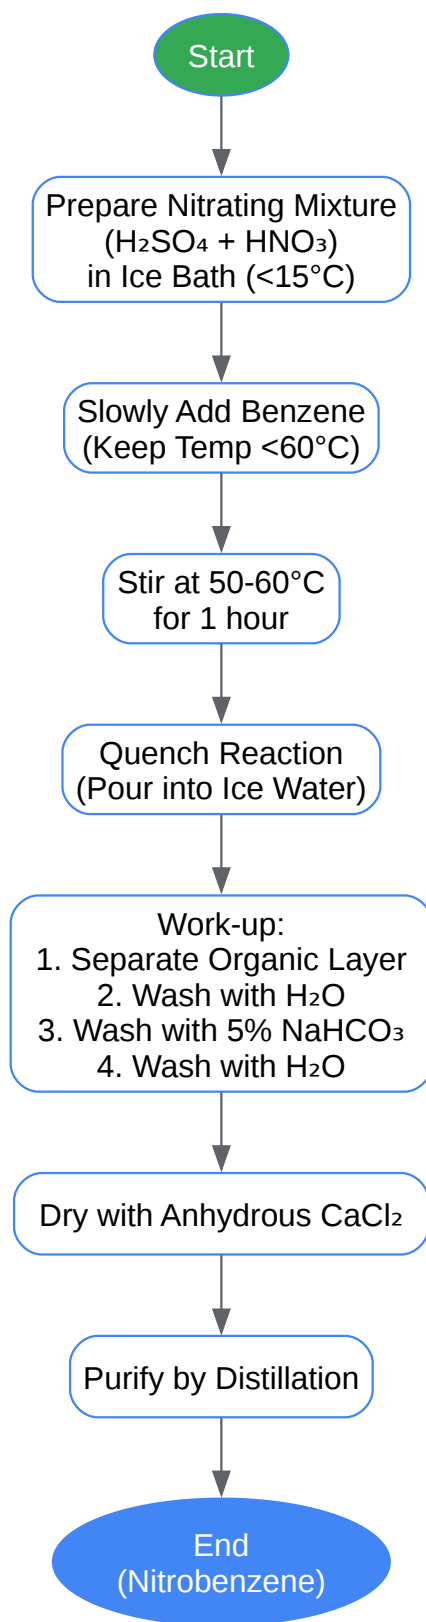 Start
Prepare Nitrating Mixture
(H₂SO₄ + HNO₃)
in Ice Bath (<15°C)
Slowly Add Benzene
(Keep Temp <60°C)
Stir at 50-60°C
for 1 hour
Quench Reaction
(Pour into Ice Water)
Work-up:
1. Separate Organic Layer
2. Wash with H₂O
3. Wash with 5% NaHCO₃
4. Wash with H₂O
Dry with Anhydrous CaCl₂
Purify by Distillation
End
(Nitrobenzene)